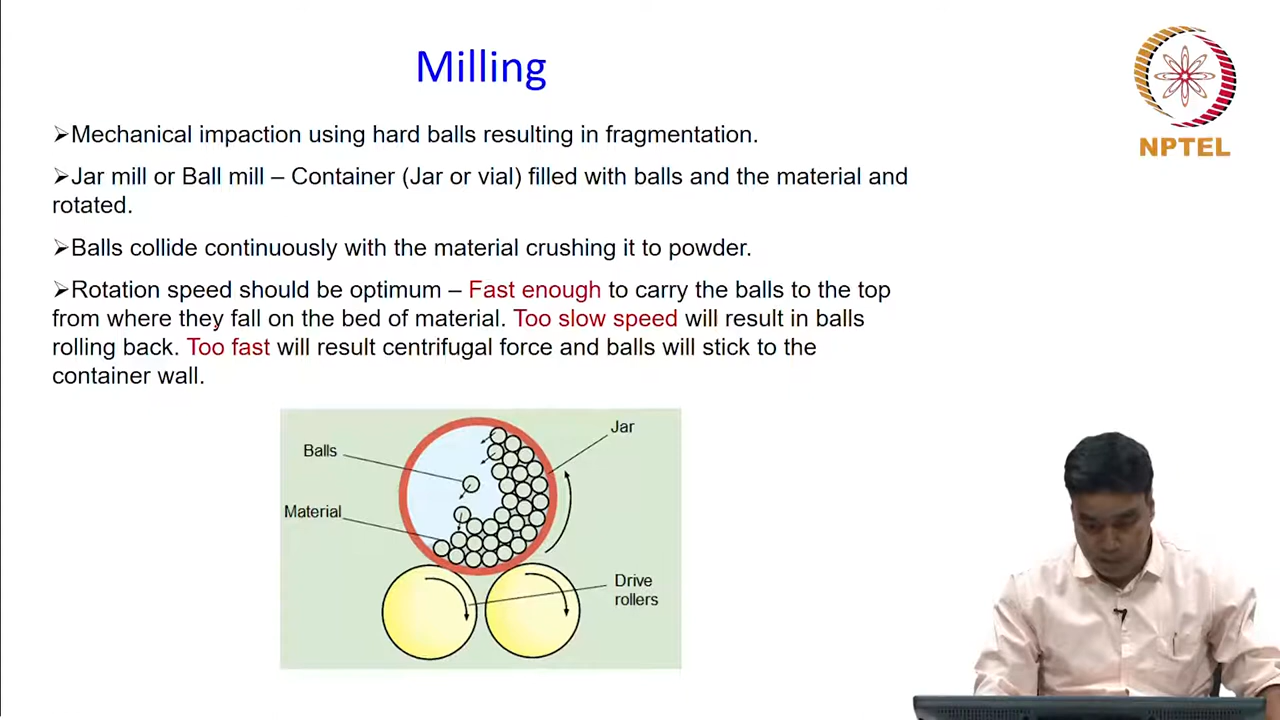 Milling
NPTEL
➢Mechanical impaction using hard balls resulting in fragmentation.
➢Jar mill or Ball mill – Container (Jar or vial) filled with balls and the material and
rotated.
➢Balls collide continuously with the material crushing it to powder.
➢Rotation speed should be optimum – Fast enough to carry the balls to the top
from where they fall on the bed of material. Too slow speed will result in balls
rolling back. Too fast will result centrifugal force and balls will stick to the
container wall.
Jar
Balls
Material
Drive
rollers